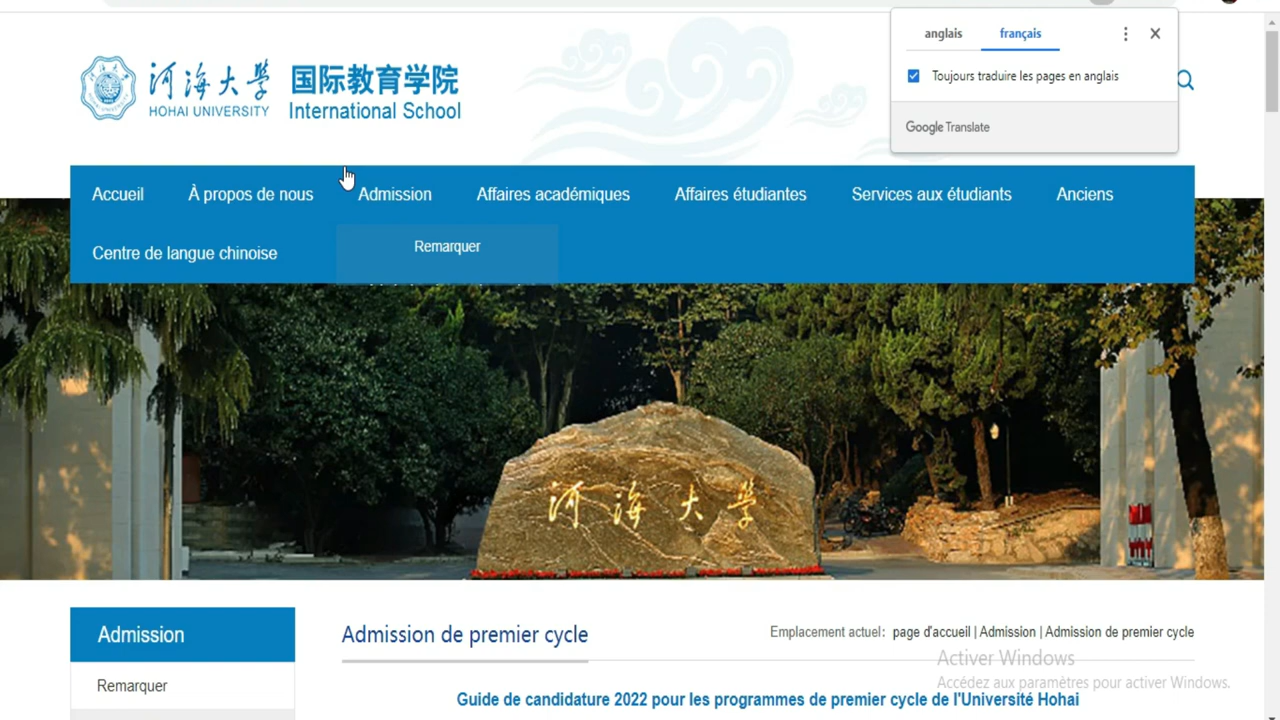 anglais français
Toujours traduire les pages en anglais
Google Translate
河海大学 国际教育学院
HOHAI UNIVERSITY International School
Accueil À propos de nous Admission Affaires académiques Affaires étudiantes Services aux étudiants Anciens
Centre de langue chinoise Remarquer
河海大学
Admission
Remarquer
Admission de premier cycle
Emplacement actuel: page d'accueil | Admission | Admission de premier cycle
Activer Windows
Accédez aux paramètres pour activer Windows.
Guide de candidature 2022 pour les programmes de premier cycle de l'Université Hohai